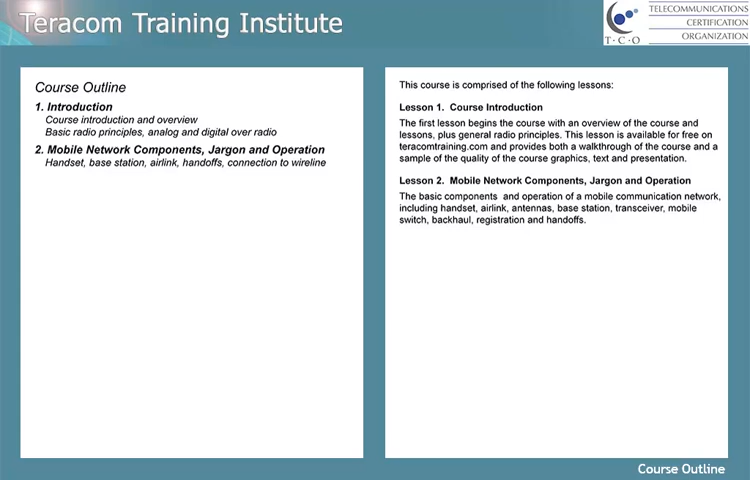 Teracom Training Institute
TELECOMMUNICATIONS
CERTIFICATION
ORGANIZATION
T·C·O
Course Outline
1. Introduction
Course introduction and overview
Basic radio principles, analog and digital over radio
2. Mobile Network Components, Jargon and Operation
Handset, base station, airlink, handoffs, connection to wireline
This course is comprised of the following lessons:
Lesson 1. Course Introduction
The first lesson begins the course with an overview of the course and
lessons, plus general radio principles. This lesson is available for free on
teracomtraining.com and provides both a walkthrough of the course and a
sample of the quality of the course graphics, text and presentation.
Lesson 2. Mobile Network Components, Jargon and Operation
The basic components and operation of a mobile communication network,
including handset, airlink, antennas, base station, transceiver, mobile
switch, backhaul, registration and handoffs.
Course Outline